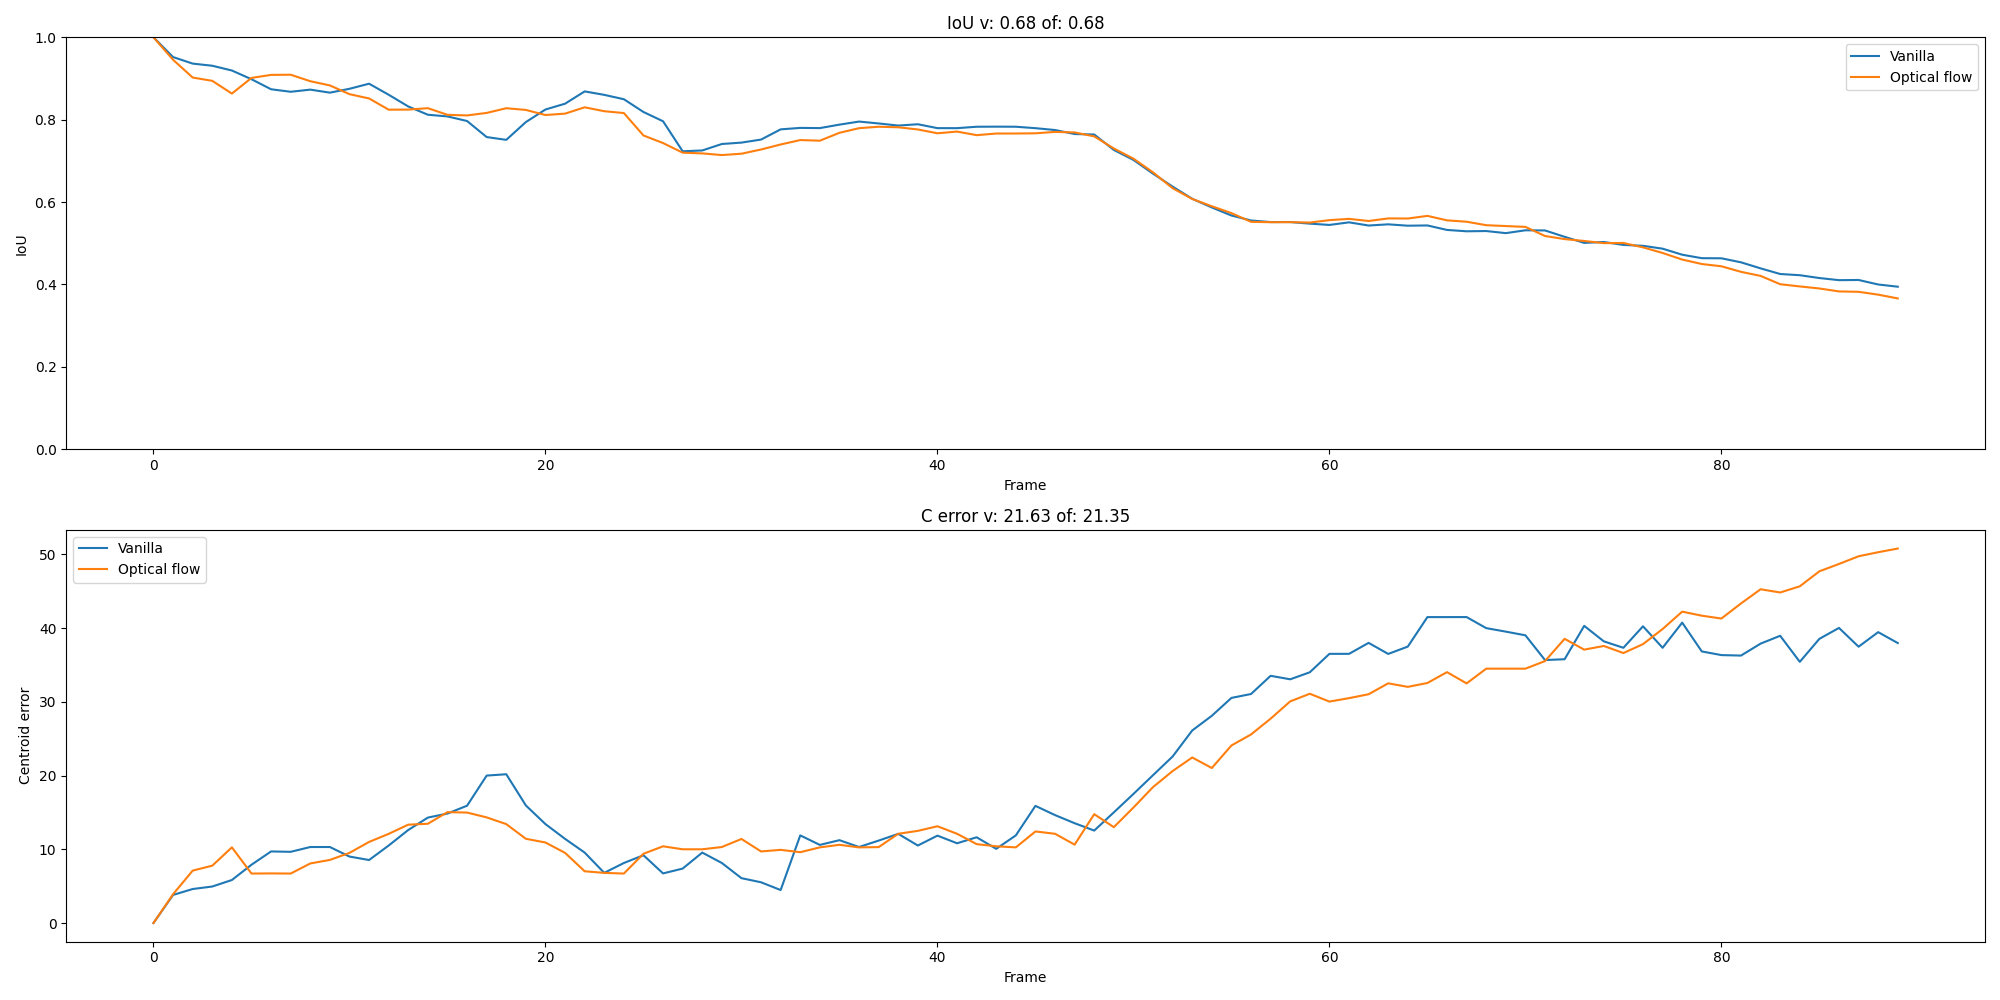 IoU v: 0.68 of: 0.68
1.0
0.8
0.6
0.4
0.2
0.0
IoU
Vanilla
Optical flow
0 20 40 60 80
Frame
C error v: 21.63 of: 21.35
50
40
30
20
10
0
Centroid error
Vanilla
Optical flow
0 20 40 60 80
Frame